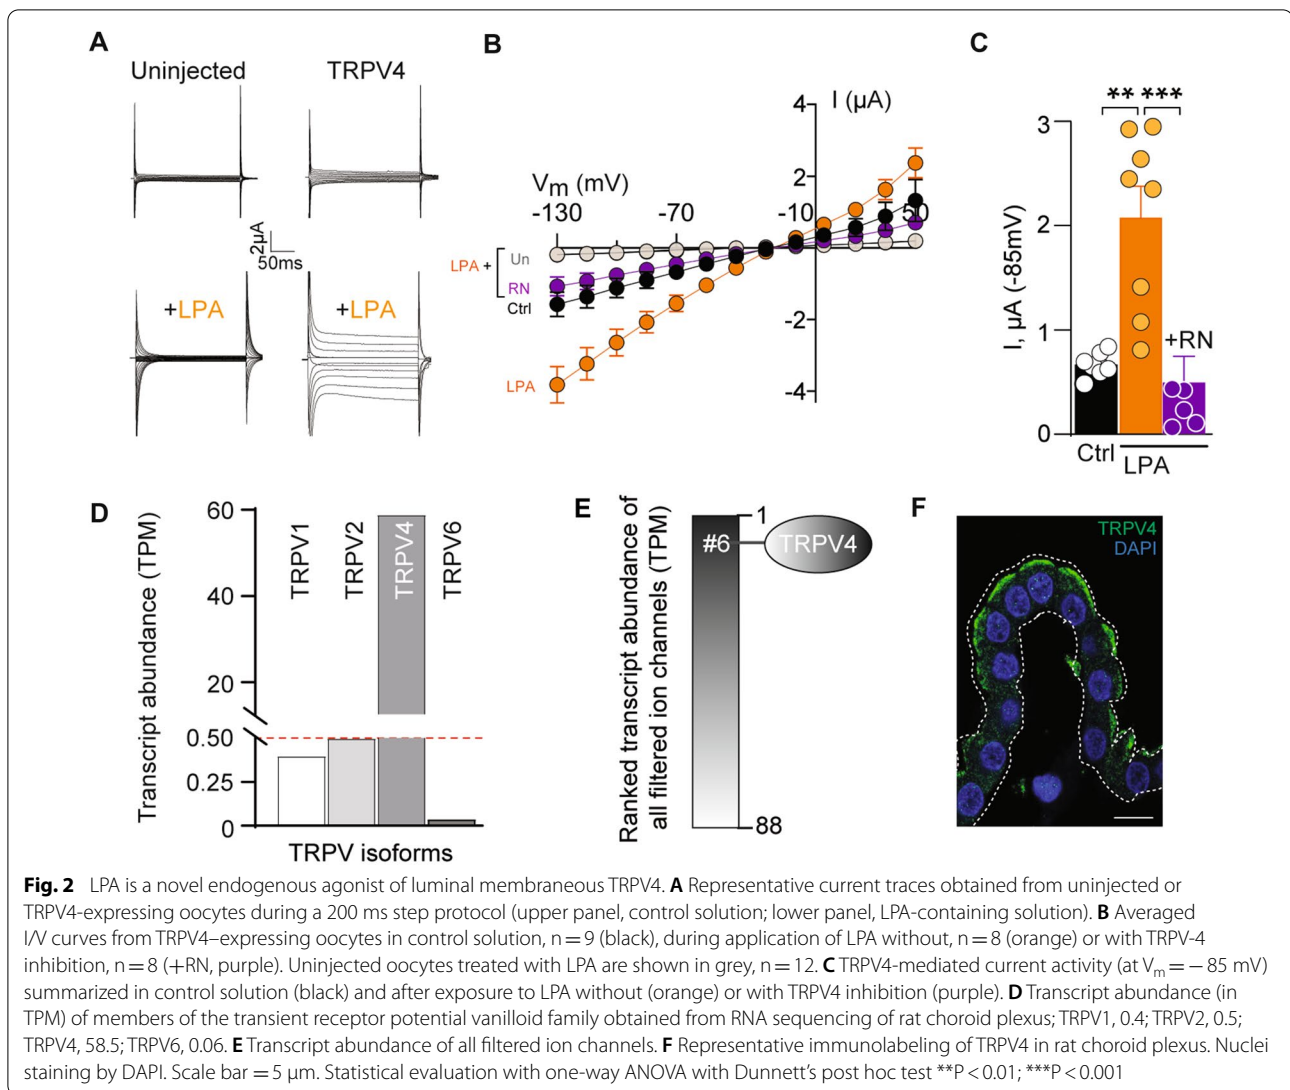 A
Uninjected
TRPV4
2µA
50ms
+LPA
+LPA
B
I (µA)
4
2
-2
-4
Vm (mV)
-130
-70
-10
50
LPA +
Un
RN
Ctrl
LPA
C
** ***
I, µA (-85mV)
3
2
1
0
+RN
Ctrl
LPA
D
Transcript abundance (TPM)
60
40
20
0.50
0.25
0
TRPV1
TRPV2
TRPV4
TRPV6
TRPV isoforms
E
Ranked transcript abundance of
all filtered ion channels (TPM)
1
#6
TRPV4
88
F
TRPV4
DAPI
Fig. 2 LPA is a novel endogenous agonist of luminal membraneous TRPV4. A Representative current traces obtained from uninjected or
TRPV4-expressing oocytes during a 200 ms step protocol (upper panel, control solution; lower panel, LPA-containing solution). B Averaged
I/V curves from TRPV4–expressing oocytes in control solution, n = 9 (black), during application of LPA without, n = 8 (orange) or with TRPV-4
inhibition, n = 8 (+RN, purple). Uninjected oocytes treated with LPA are shown in grey, n = 12. C TRPV4-mediated current activity (at Vm = − 85 mV)
summarized in control solution (black) and after exposure to LPA without (orange) or with TRPV4 inhibition (purple). D Transcript abundance (in
TPM) of members of the transient receptor potential vanilloid family obtained from RNA sequencing of rat choroid plexus; TRPV1, 0.4; TRPV2, 0.5;
TRPV4, 58.5; TRPV6, 0.06. E Transcript abundance of all filtered ion channels. F Representative immunolabeling of TRPV4 in rat choroid plexus. Nuclei
staining by DAPI. Scale bar = 5 µm. Statistical evaluation with one-way ANOVA with Dunnett's post hoc test **P < 0.01; ***P < 0.001